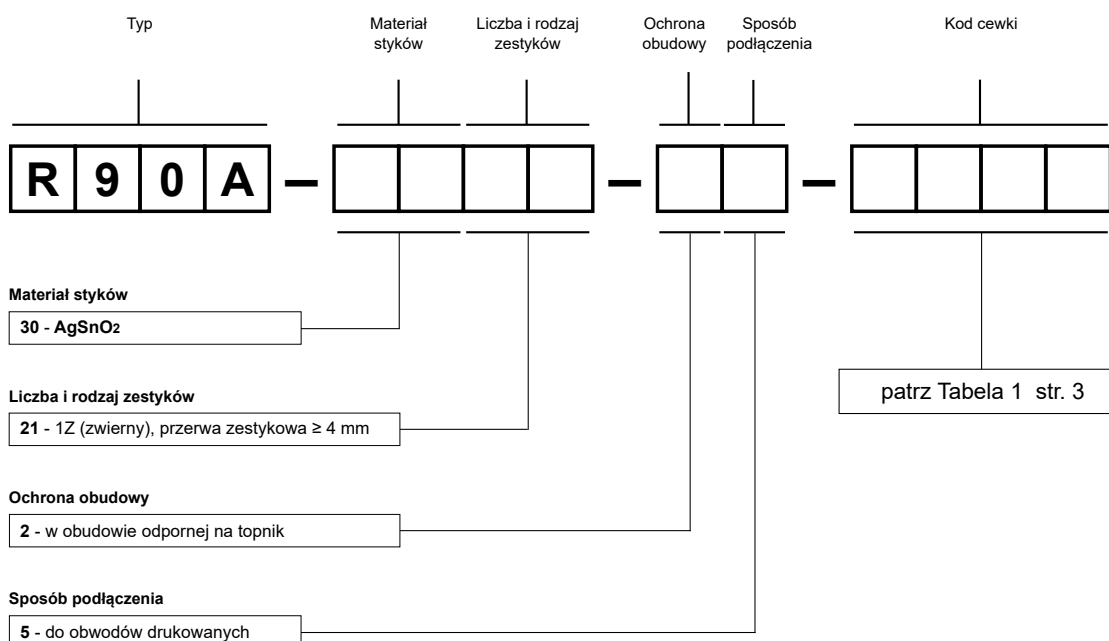 Typ
Materiał
styków
Liczba i rodzaj
zestyków
Ochrona
obudowy
Sposób
podłączenia
Kod cewki
R 9 0 A – – –
Materiał styków
30 - AgSnO2
Liczba i rodzaj zestyków
21 - 1Z (zwierny), przerwa zestykowa ≥ 4 mm
patrz Tabela 1 str. 3
Ochrona obudowy
2 - w obudowie odpornej na topnik
Sposób podłączenia
5 - do obwodów drukowanych